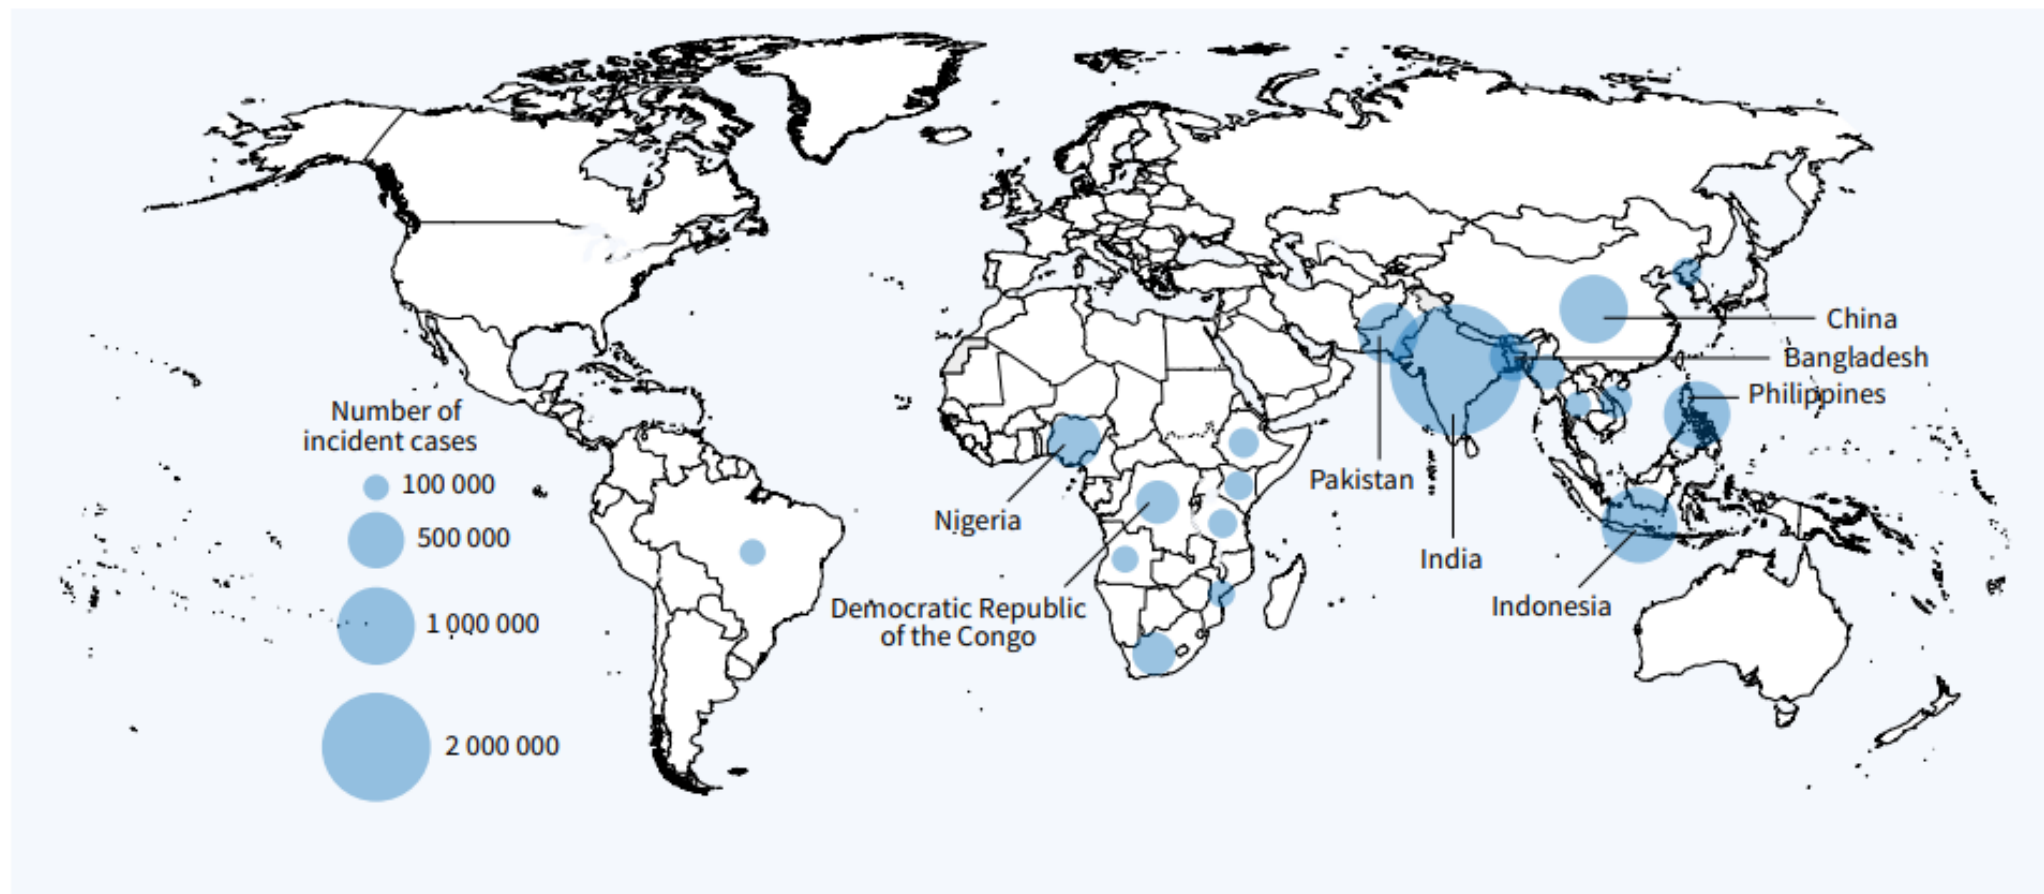 Number of
incident cases
100 000
500 000
1 000 000
2 000 000
China
Bangladesh
Philippines
Pakistan
India
Indonesia
Nigeria
Democratic Republic
of the Congo